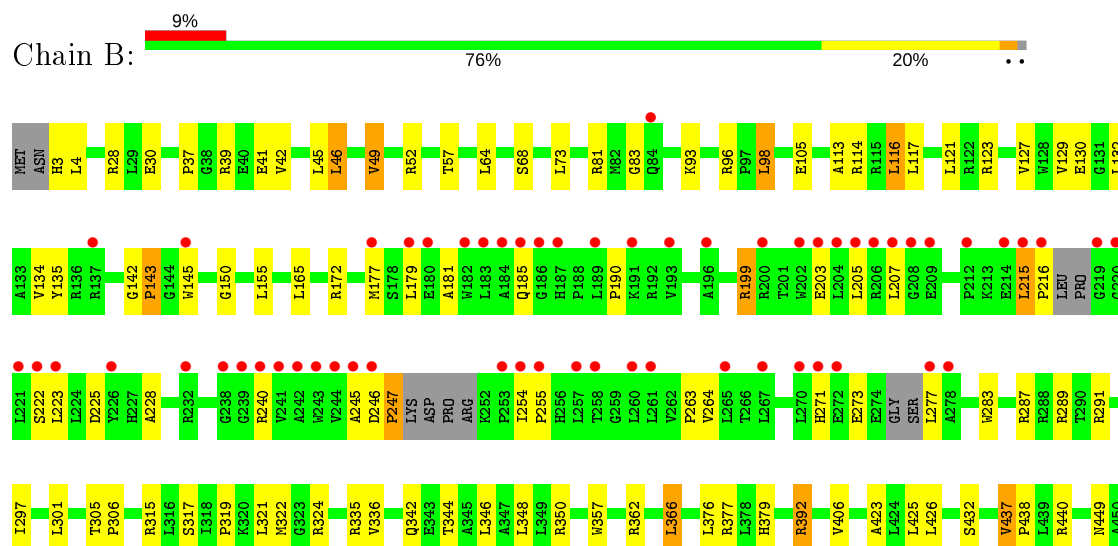 9%
Chain B:
76% 20% • •
MET ASN H3 L4 R28 L29 E30 P37 G38 R39 E40 E41 V42 L45 L46 V49 R52 T57 L64 S68 L73 R81 M82 G83 Q84 K93 R96 P97 L98 E105 A113 R114 R115 L116 L117 L121 R122 R123 V127 W128 V129 E130 G131 L132
A133 V134 Y135 R136 R137 G142 P143 G144 W145 G150 L155 L165 R172 M177 S178 L179 E180 A181 W182 L183 A184 Q185 G186 H187 P188 L189 P190 K191 R192 V193 A196 R199 R200 T201 W202 E203 L204 L205 R206 L207 G208 E209 P212 K213 E214 L215 P216 LEU PRO G219 G220
L221 S222 L223 L224 D225 Y226 H227 A228 R232 G238 G239 R240 V241 A242 W243 V244 A245 D246 P247 LYS ASP PRO ARG K252 P253 I254 P255 H256 L257 T258 G259 L260 L261 V262 P263 V264 L265 T266 L267 L270 H271 E272 E273 E274 GLY SER L277 A278 W283 R287 R288 R289 T290 R291
I297 L301 T305 P306 R315 L316 S317 I318 P319 K320 L321 M322 G323 R324 R335 V336 Q342 E343 T344 A345 L346 A347 L348 L349 R350 W357 R362 L366 L376 R377 L378 H379 R392 V406 A423 L424 L425 L426 S432 V437 P438 L439 R440 N449